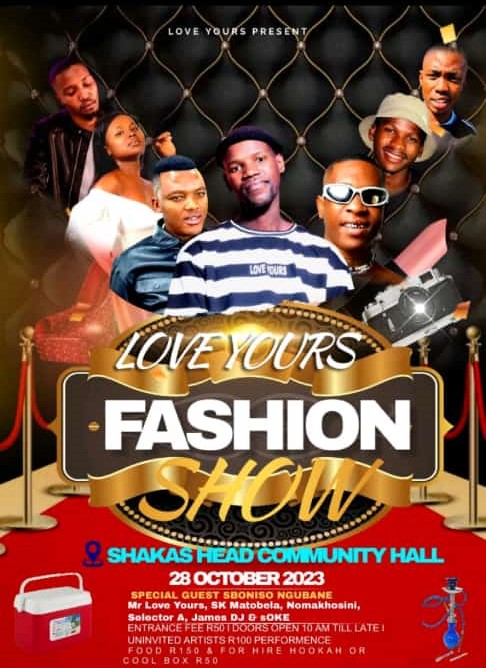 LOVE YOURS PRESENT
LOVE YOURS
LOVE YOURS
FASHION
SHOW
SHAKAS HEAD COMMUNITY HALL
28 OCTOBER 2023
SPECIAL GUEST SBONISO NGUBANE
Mr Love Yours, SK Matobela, Nomakhosini,
Selector A, James DJ & sOKE
ENTRANCE FEE R50 I DOORS OPEN 10 AM TILL LATE I
UNINVITED ARTISTS R100 PERFORMENCE
FOOD R150 & FOR HIRE HOOKAH OR
COOL BOX R50